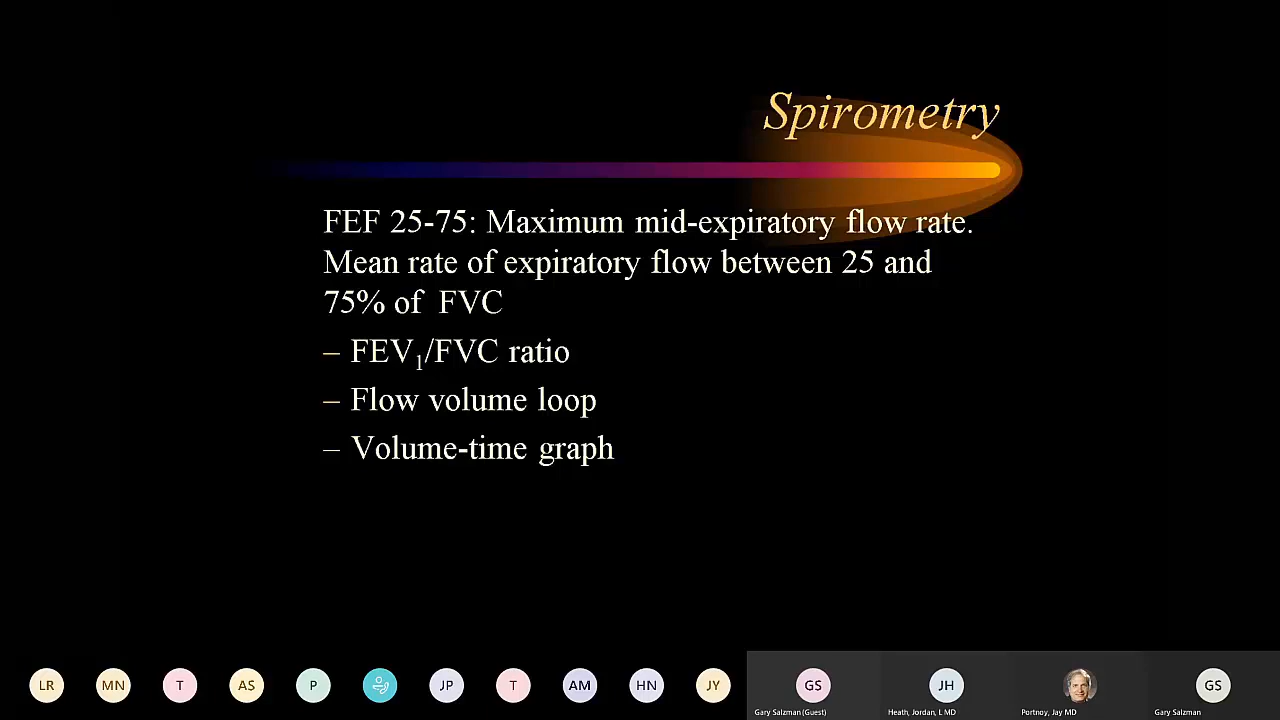 Spirometry
FEF 25-75: Maximum mid-expiratory flow rate.
Mean rate of expiratory flow between 25 and
75% of FVC
– FEV₁/FVC ratio
– Flow volume loop
– Volume-time graph
LR MN T AS P JP T AM HN JY GS JH GS
Gary Salzman (Guest) Heath, Jordan, L MD Portnoy, Jay MD Gary Salzman